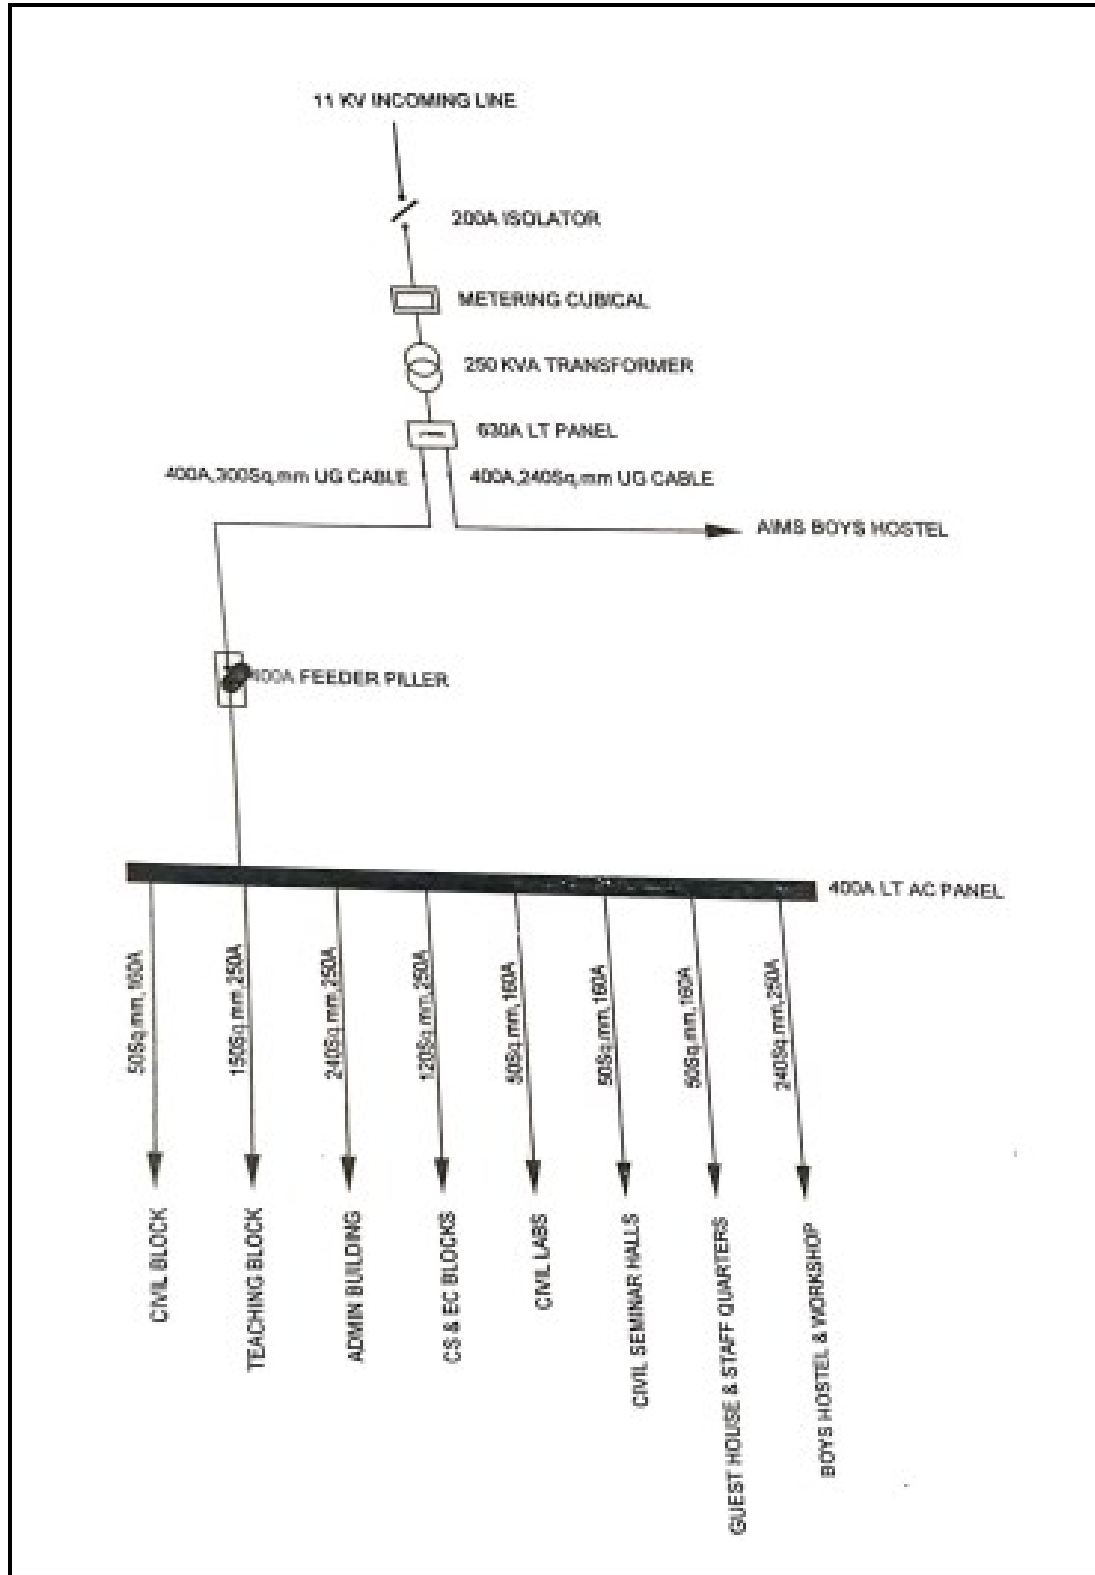 11 KV INCOMING LINE
200A ISOLATOR
METERING CUBICAL
250 KVA TRANSFORMER
630A LT PANEL
400A,300Sq.mm UG CABLE
400A,240Sq.mm UG CABLE
AIMS BOYS HOSTEL
400A FEEDER PILLER
400A LT AC PANEL
50Sq.mm,160A
150Sq.mm,250A
240Sq.mm,250A
120Sq.mm,250A
50Sq.mm,160A
50Sq.mm,160A
50Sq.mm,160A
240Sq.mm,250A
CIVIL BLOCK
TEACHING BLOCK
ADMIN BUILDING
CS & EC BLOCKS
CIVIL LABS
CIVIL SEMINAR HALLS
GUEST HOUSE & STAFF QUARTERS
BOYS HOSTEL & WORKSHOP